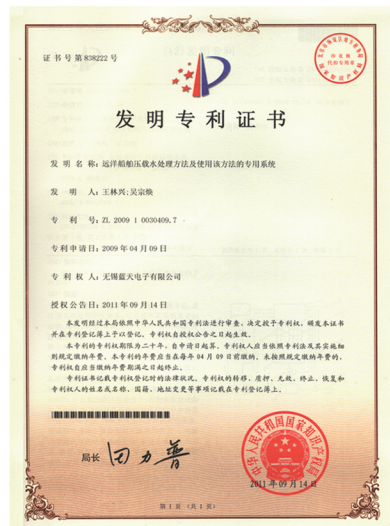 证书号第838222号
发明专利证书
发明名称：远洋船舶压载水处理方法及使用该方法的专用系统
发明人：王林兴;吴宗焕
专利号：ZL 2009 1 0030409.7
专利申请日：2009年04月09日
专利权人：无锡蓝天电子有限公司
授权公告日：2011年09月14日
本发明经过本局依照中华人民共和国专利法进行审查，决定授予专利权，颁发本证书
并在专利登记簿上予以登记。专利权自授权公告之日起生效。
本专利的专利权期限为二十年，自申请日起算。专利权人应当依照专利法及其实施细
则规定缴纳年费。本专利的年费应当在每年04月09日前缴纳。未按照规定缴纳年费的，
专利权自应当缴纳年费期满之日起终止。
专利证书记载专利权登记时的法律状况。专利权的转移、质押、无效、终止、恢复和
专利权人的姓名或名称、国籍、地址变更等事项记载在专利登记簿上。
局长
田力普
中华人民共和国国家知识产权局
2011年09月14日
第1页（共1页）